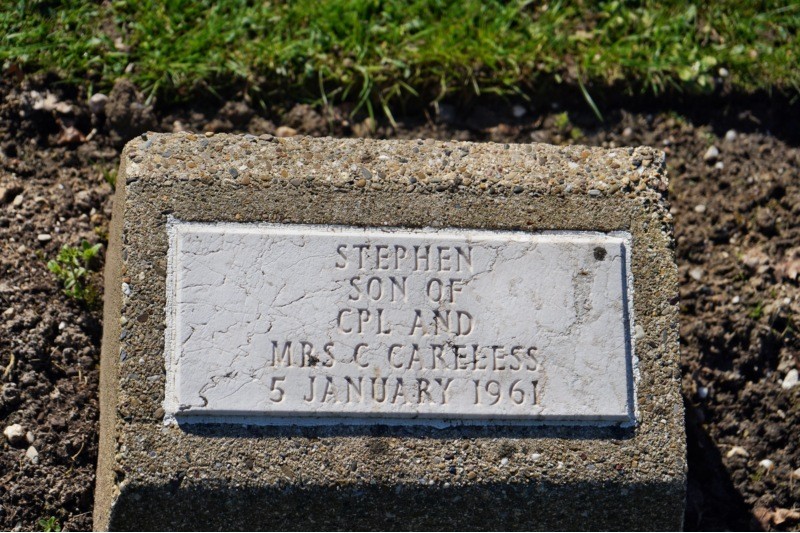 STEPHEN
SON OF
CPL AND
MRS C CARELESS
5 JANUARY 1961